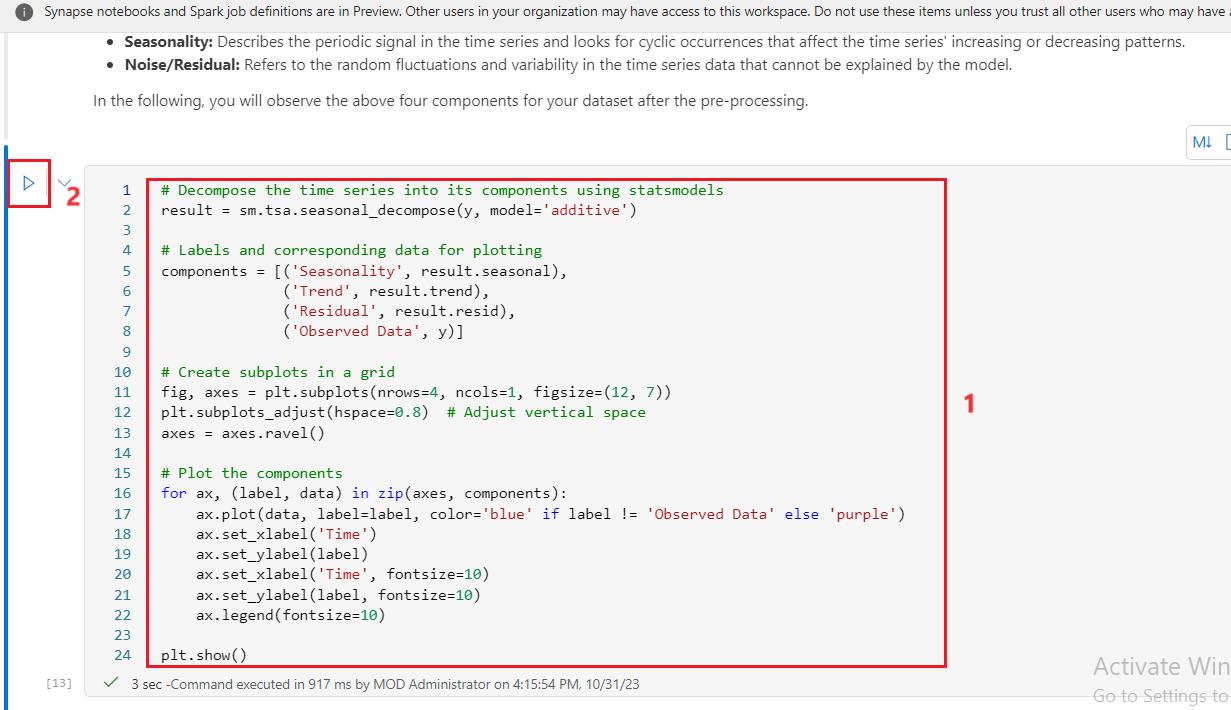 Synapse notebooks and Spark job definitions are in Preview. Other users in your organization may have access to this workspace. Do not use these items unless you trust all other users who may have
• Seasonality: Describes the periodic signal in the time series and looks for cyclic occurrences that affect the time series' increasing or decreasing patterns.
• Noise/Residual: Refers to the random fluctuations and variability in the time series data that cannot be explained by the model.
In the following, you will observe the above four components for your dataset after the pre-processing.
M↓
2
1 # Decompose the time series into its components using statsmodels
2 result = sm.tsa.seasonal_decompose(y, model='additive')
3
4 # Labels and corresponding data for plotting
5 components = [('Seasonality', result.seasonal),
6               ('Trend', result.trend),
7               ('Residual', result.resid),
8               ('Observed Data', y)]
9
10 # Create subplots in a grid
11 fig, axes = plt.subplots(nrows=4, ncols=1, figsize=(12, 7))
12 plt.subplots_adjust(hspace=0.8)  # Adjust vertical space
13 axes = axes.ravel()
14
15 # Plot the components
16 for ax, (label, data) in zip(axes, components):
17     ax.plot(data, label=label, color='blue' if label != 'Observed Data' else 'purple')
18     ax.set_xlabel('Time')
19     ax.set_ylabel(label)
20     ax.set_xlabel('Time', fontsize=10)
21     ax.set_ylabel(label, fontsize=10)
22     ax.legend(fontsize=10)
23
24 plt.show()
1
[13]
3 sec -Command executed in 917 ms by MOD Administrator on 4:15:54 PM, 10/31/23
Activate Win
Go to Settings to